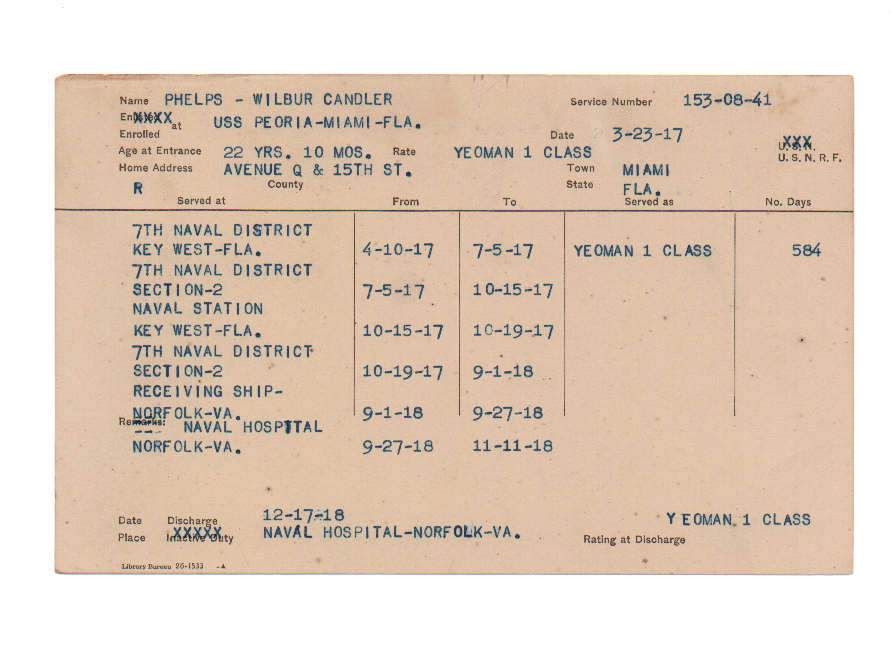 Name PHELPS - WILBUR CANDLER Service Number 153-08-41
XXXX at USS PEORIA-MIAMI-FLA. Date 3-23-17
Enrolled
XXX
Age at Entrance 22 YRS. 10 MOS. Rate YEOMAN 1 CLASS U. S. N. R. F.
Home Address AVENUE Q & 15TH ST. Town MIAMI
R County State FLA.
Served at From To Served as No. Days
7TH NAVAL DISTRICT
KEY WEST-FLA. 4-10-17 7-5-17 YEOMAN 1 CLASS 584
7TH NAVAL DISTRICT
SECTION-2 7-5-17 10-15-17
NAVAL STATION
KEY WEST-FLA. 10-15-17 10-19-17
7TH NAVAL DISTRICT
SECTION-2 10-19-17 9-1-18
RECEIVING SHIP-
NORFOLK-VA. 9-1-18 9-27-18
Remarks: NAVAL HOSPITAL
NORFOLK-VA. 9-27-18 11-11-18
Date Discharge 12-17-18 YEOMAN 1 CLASS
Place Inactive Duty XXXXX NAVAL HOSPITAL-NORFOLK-VA. Rating at Discharge
Library Bureau 26-1533 -A